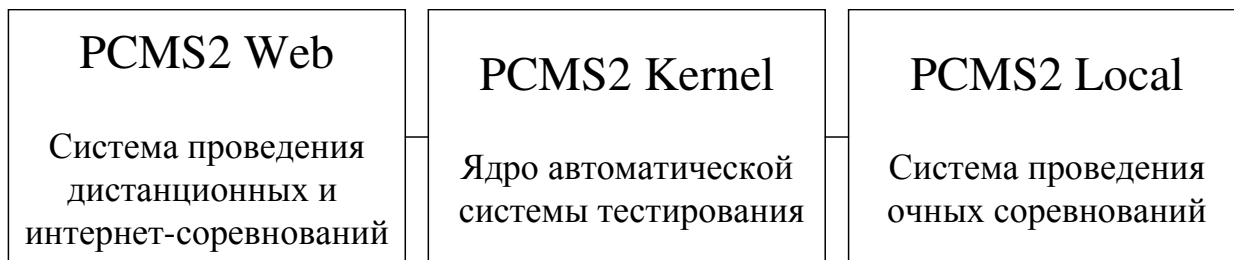 PCMS2 Web
Система проведения
дистанционных и
интернет-соревнований
PCMS2 Kernel
Ядро автоматической
системы тестирования
PCMS2 Local
Система проведения
очных соревнований